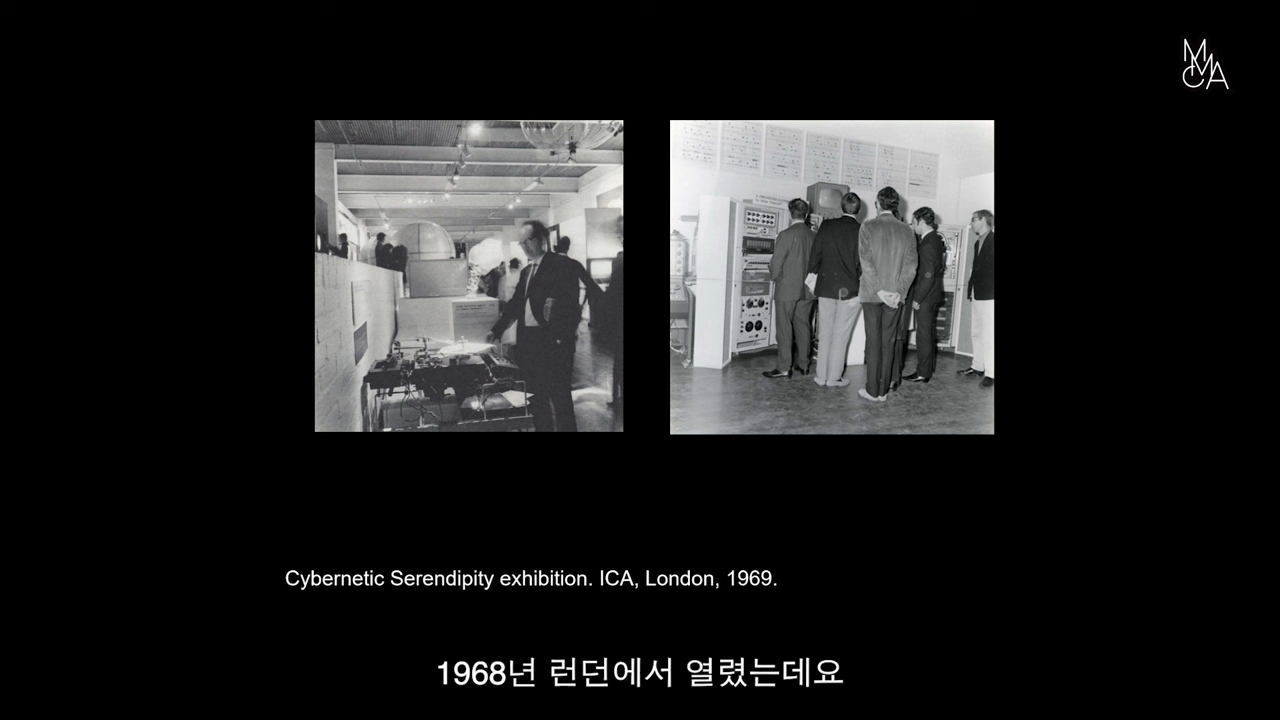 MMCA
Cybernetic Serendipity exhibition. ICA, London, 1969.
1968년 런던에서 열렸는데요